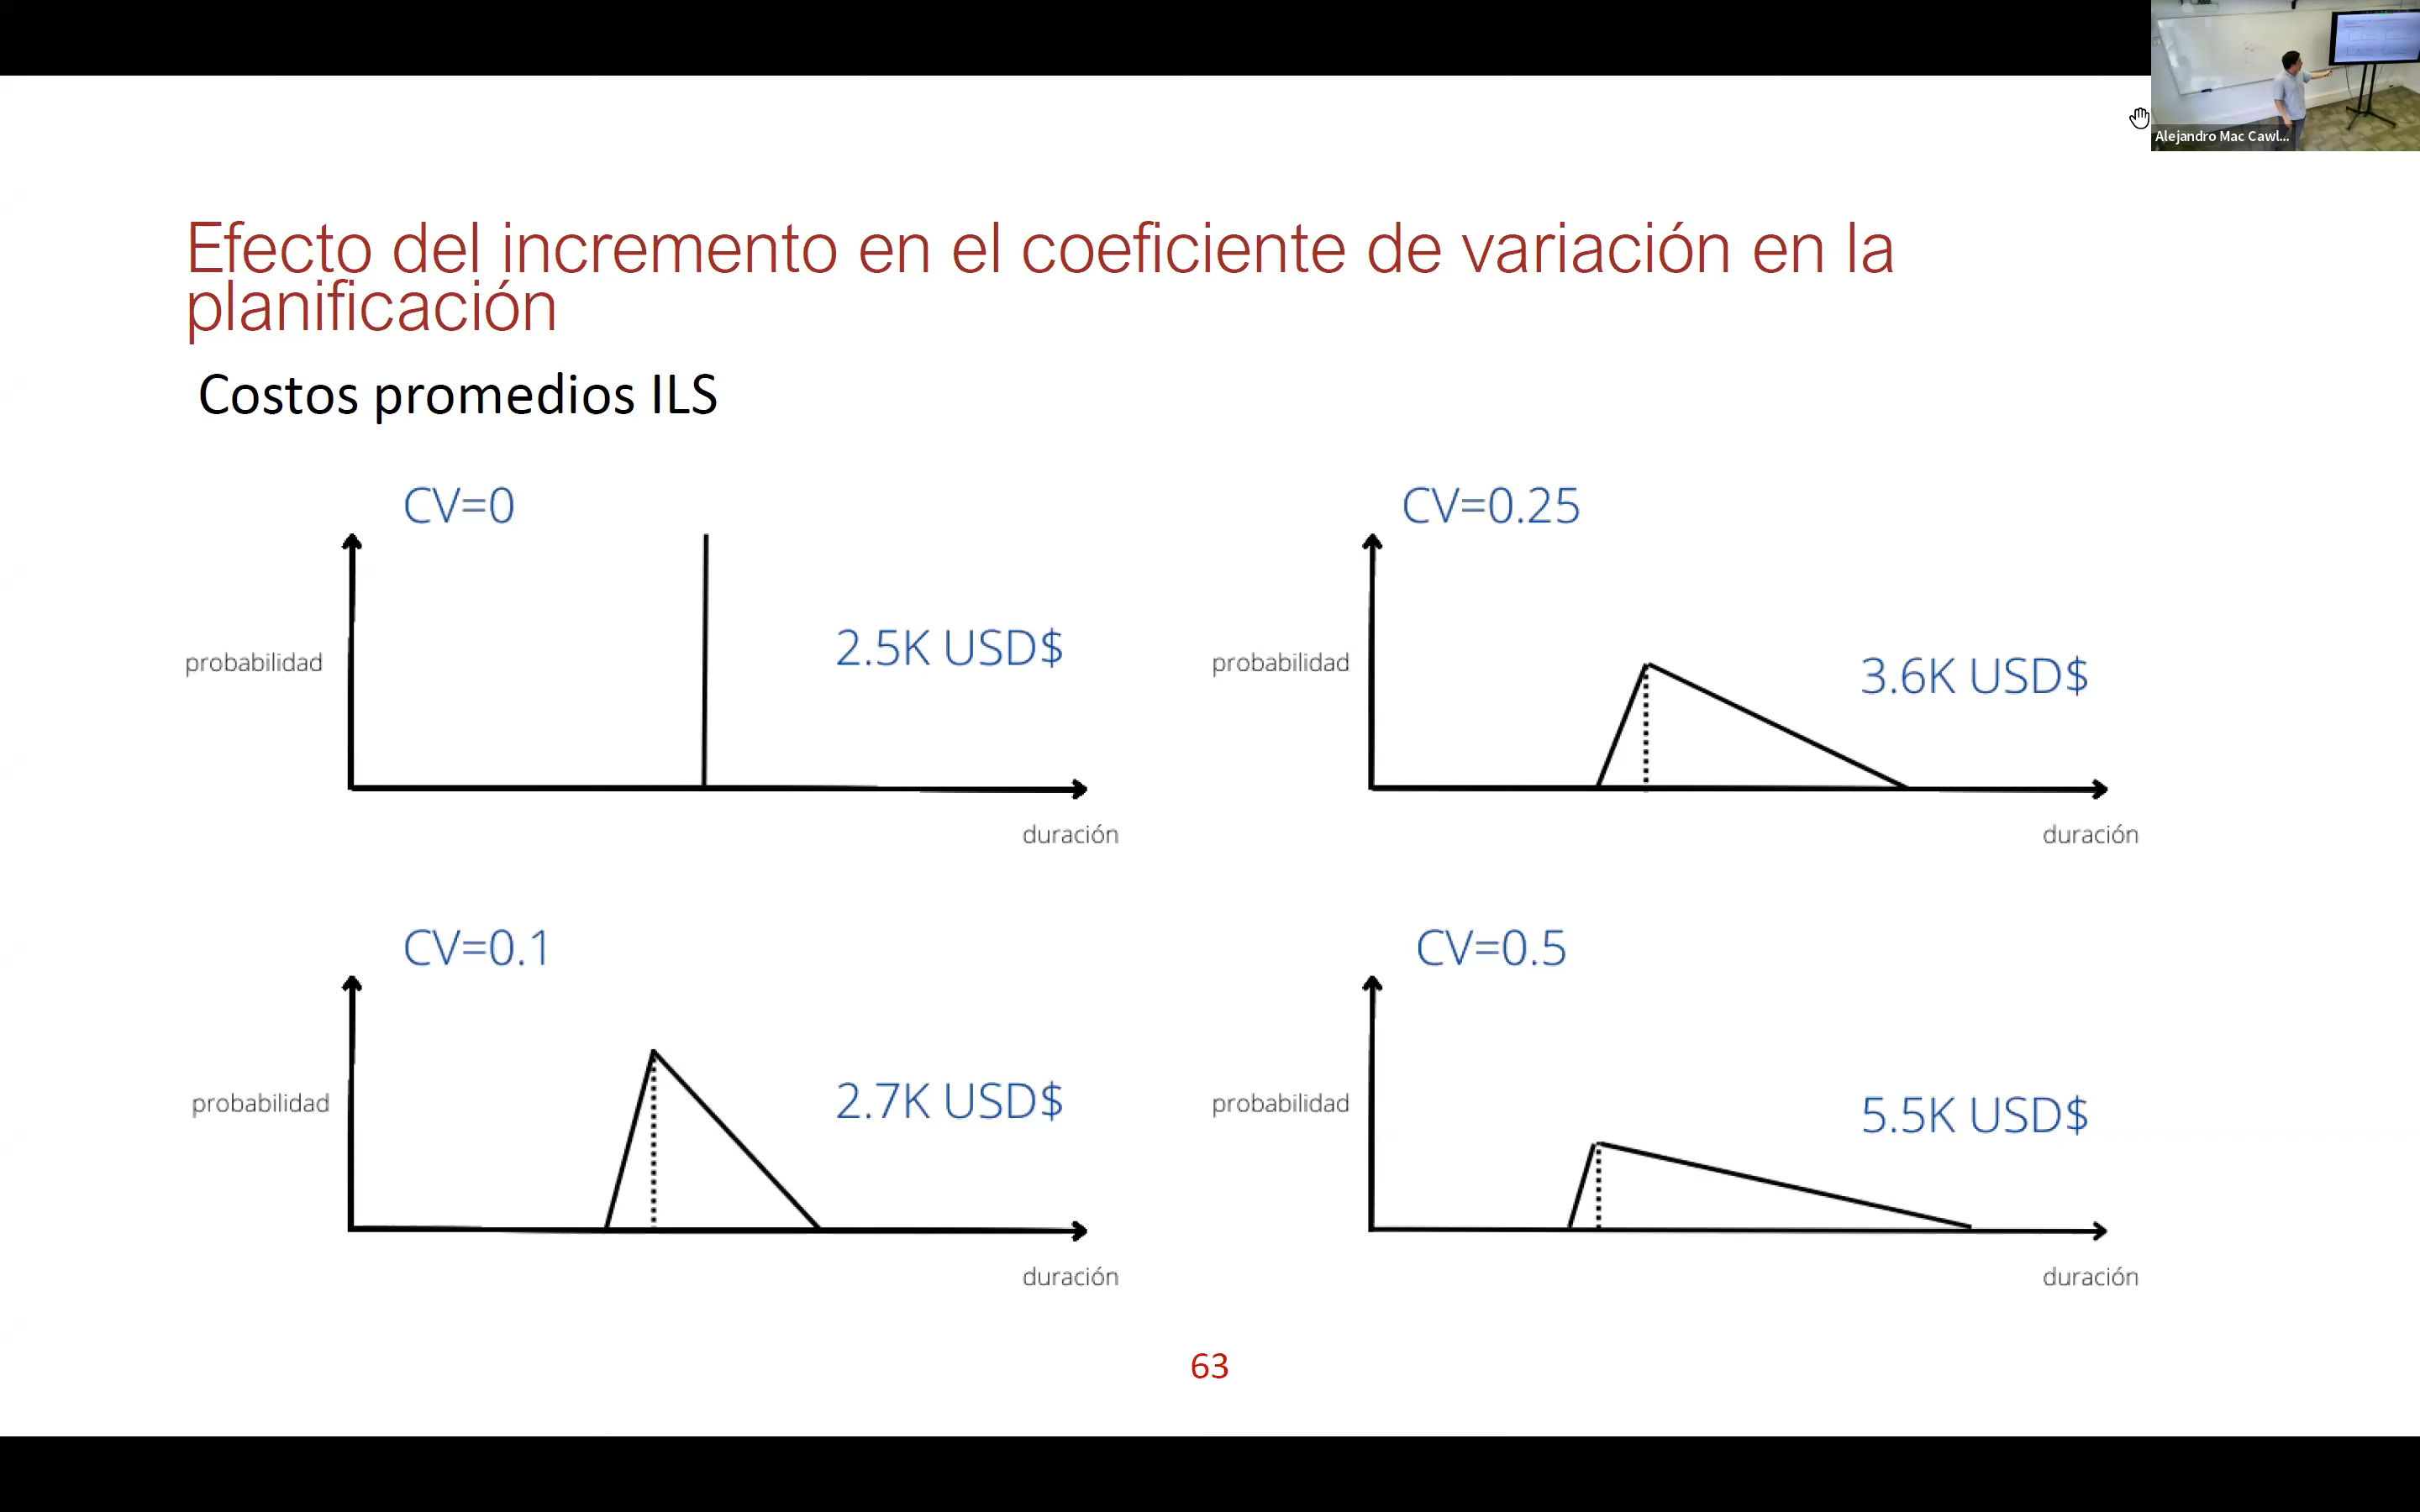 Alejandro Mac Cawl...
Efecto del incremento en el coeficiente de variación en la
planificación
Costos promedios ILS
CV=0
probabilidad
2.5K USD$
duración
CV=0.25
probabilidad
3.6K USD$
duración
CV=0.1
probabilidad
2.7K USD$
duración
CV=0.5
probabilidad
5.5K USD$
duración
63